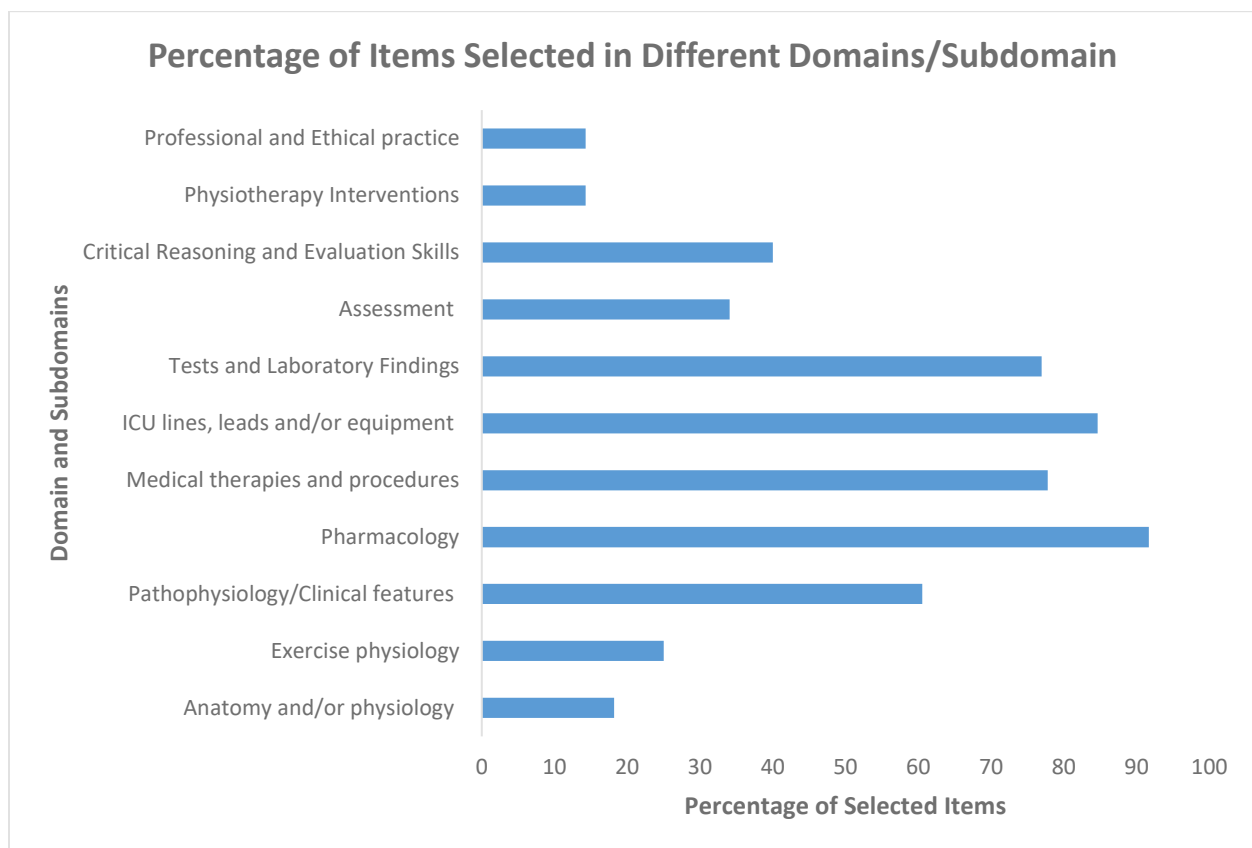 Percentage of Items Selected in Different Domains/Subdomain
Domain and Subdomains
Professional and Ethical practice
Physiotherapy Interventions
Critical Reasoning and Evaluation Skills
Assessment
Tests and Laboratory Findings
ICU lines, leads and/or equipment
Medical therapies and procedures
Pharmacology
Pathophysiology/Clinical features
Exercise physiology
Anatomy and/or physiology
0 10 20 30 40 50 60 70 80 90 100
Percentage of Selected Items